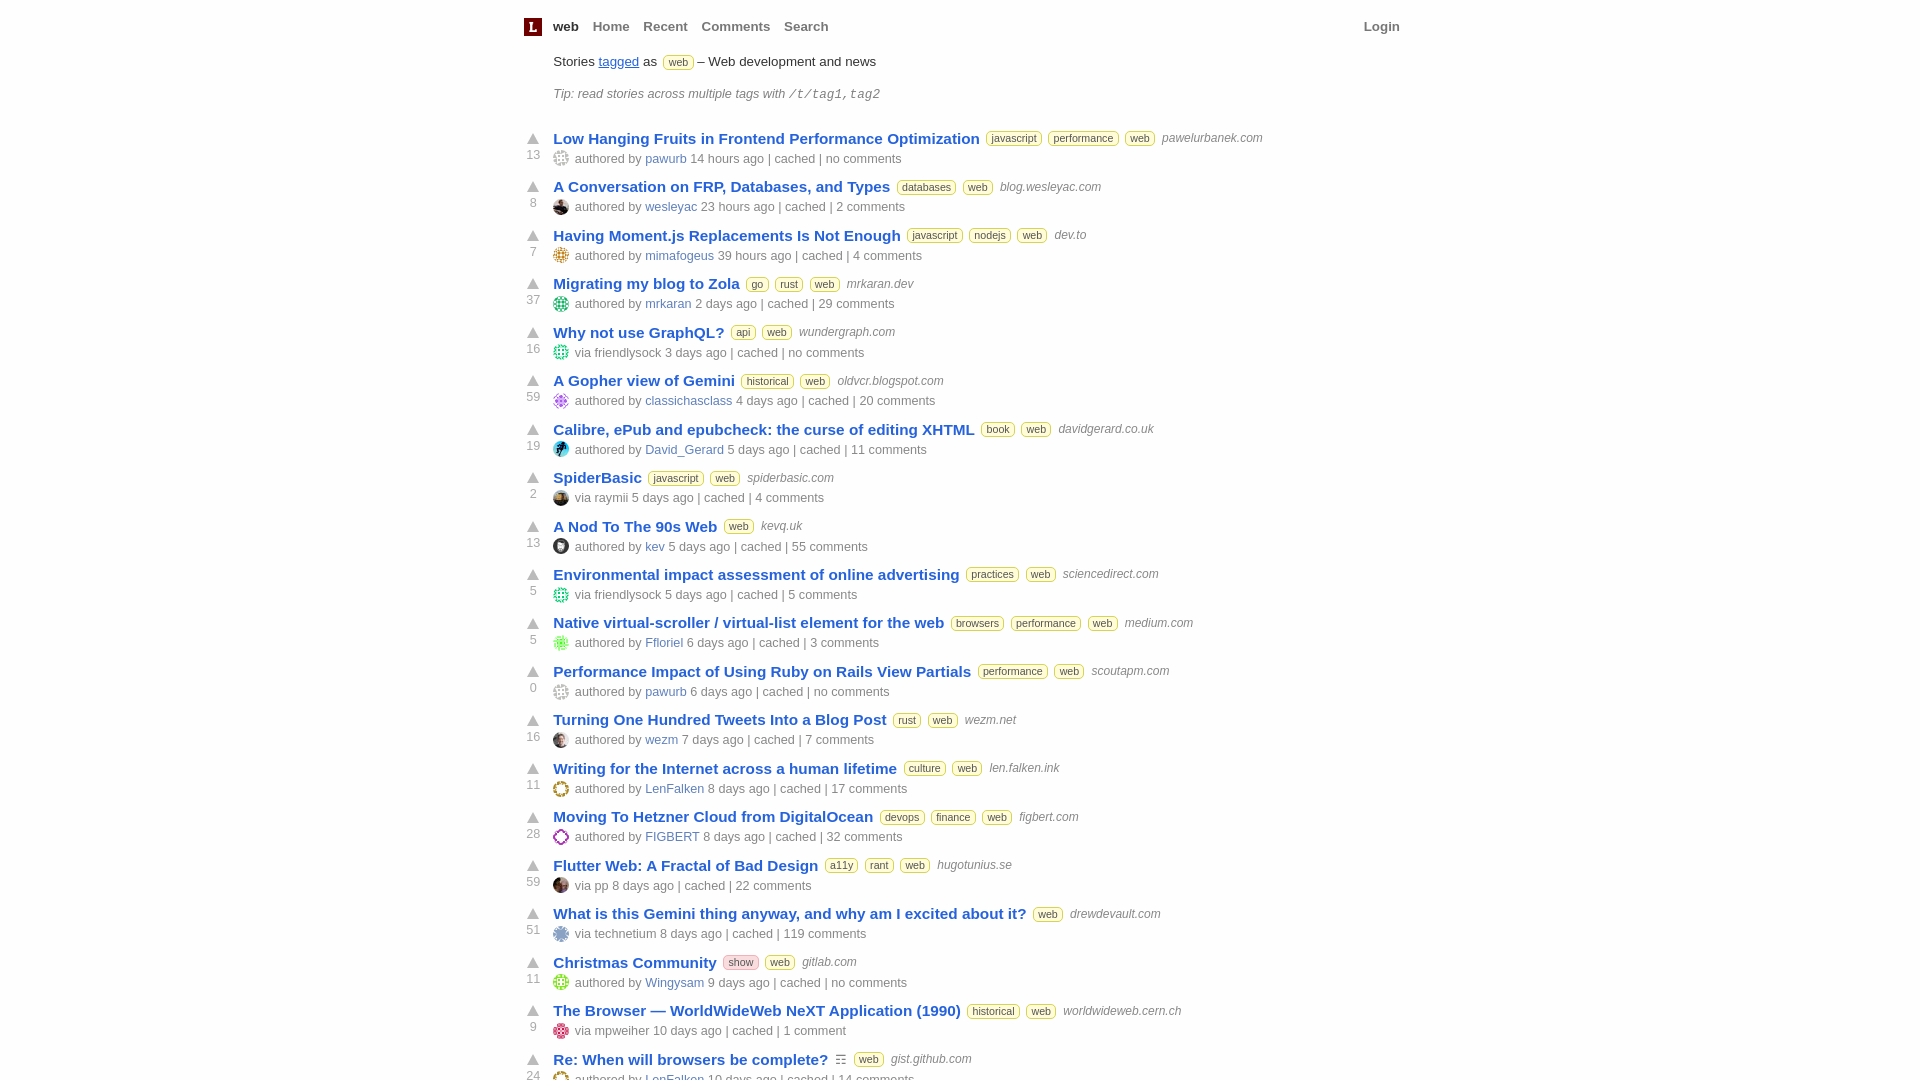 L web Home Recent Comments Search Login
Stories tagged as web – Web development and news
Tip: read stories across multiple tags with /t/tag1,tag2
Low Hanging Fruits in Frontend Performance Optimization javascript performance web pawelurbanek.com
13 authored by pawurb 14 hours ago | cached | no comments
A Conversation on FRP, Databases, and Types databases web blog.wesleyac.com
8 authored by wesleyac 23 hours ago | cached | 2 comments
Having Moment.js Replacements Is Not Enough javascript nodejs web dev.to
7 authored by mimafogeus 39 hours ago | cached | 4 comments
Migrating my blog to Zola go rust web mrkaran.dev
37 authored by mrkaran 2 days ago | cached | 29 comments
Why not use GraphQL? api web wundergraph.com
16 via friendlysock 3 days ago | cached | no comments
A Gopher view of Gemini historical web oldvcr.blogspot.com
59 authored by classichasclass 4 days ago | cached | 20 comments
Calibre, ePub and epubcheck: the curse of editing XHTML book web davidgerard.co.uk
19 authored by David_Gerard 5 days ago | cached | 11 comments
SpiderBasic javascript web spiderbasic.com
2 via raymii 5 days ago | cached | 4 comments
A Nod To The 90s Web web kevq.uk
13 authored by kev 5 days ago | cached | 55 comments
Environmental impact assessment of online advertising practices web sciencedirect.com
5 via friendlysock 5 days ago | cached | 5 comments
Native virtual-scroller / virtual-list element for the web browsers performance web medium.com
5 authored by Ffloriel 6 days ago | cached | 3 comments
Performance Impact of Using Ruby on Rails View Partials performance web scoutapm.com
0 authored by pawurb 6 days ago | cached | no comments
Turning One Hundred Tweets Into a Blog Post rust web wezm.net
16 authored by wezm 7 days ago | cached | 7 comments
Writing for the Internet across a human lifetime culture web len.falken.ink
11 authored by LenFalken 8 days ago | cached | 17 comments
Moving To Hetzner Cloud from DigitalOcean devops finance web figbert.com
28 authored by FIGBERT 8 days ago | cached | 32 comments
Flutter Web: A Fractal of Bad Design a11y rant web hugotunius.se
59 via pp 8 days ago | cached | 22 comments
What is this Gemini thing anyway, and why am I excited about it? web drewdevault.com
51 via technetium 8 days ago | cached | 119 comments
Christmas Community show web gitlab.com
11 authored by Wingysam 9 days ago | cached | no comments
The Browser — WorldWideWeb NeXT Application (1990) historical web worldwideweb.cern.ch
9 via mpweiher 10 days ago | cached | 1 comment
Re: When will browsers be complete? ☶ web gist.github.com
24 authored by LenFalken 10 days ago | cached | 14 comments